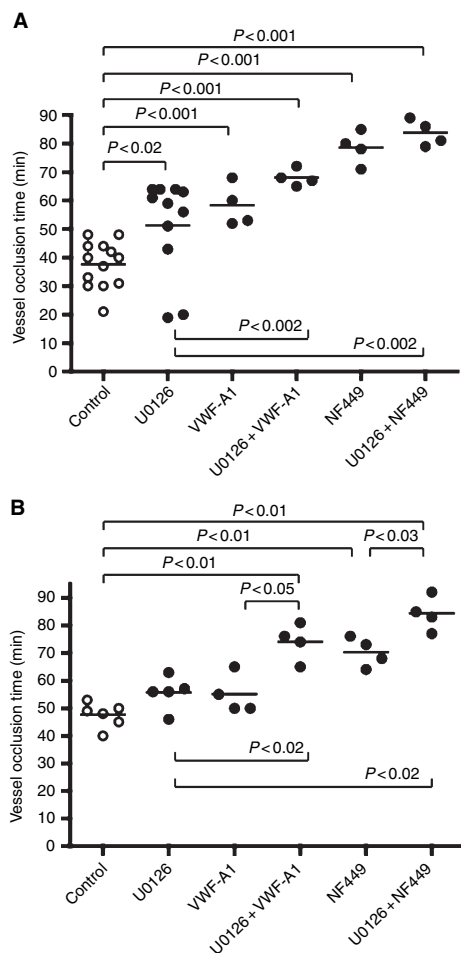 A
P<0.001
P<0.001
P<0.001
P<0.001
P<0.02
Vessel occlusion time (min)
90
80
70
60
50
40
30
20
10
0
P<0.002
P<0.002
Control
U0126
VWF-A1
U0126+VWF-A1
NF449
U0126+NF449
B
P<0.01
P<0.01
P<0.03
P<0.01
P<0.05
Vessel occlusion time (min)
90
80
70
60
50
40
30
20
10
0
P<0.02
P<0.02
Control
U0126
VWF-A1
U0126+VWF-A1
NF449
U0126+NF449